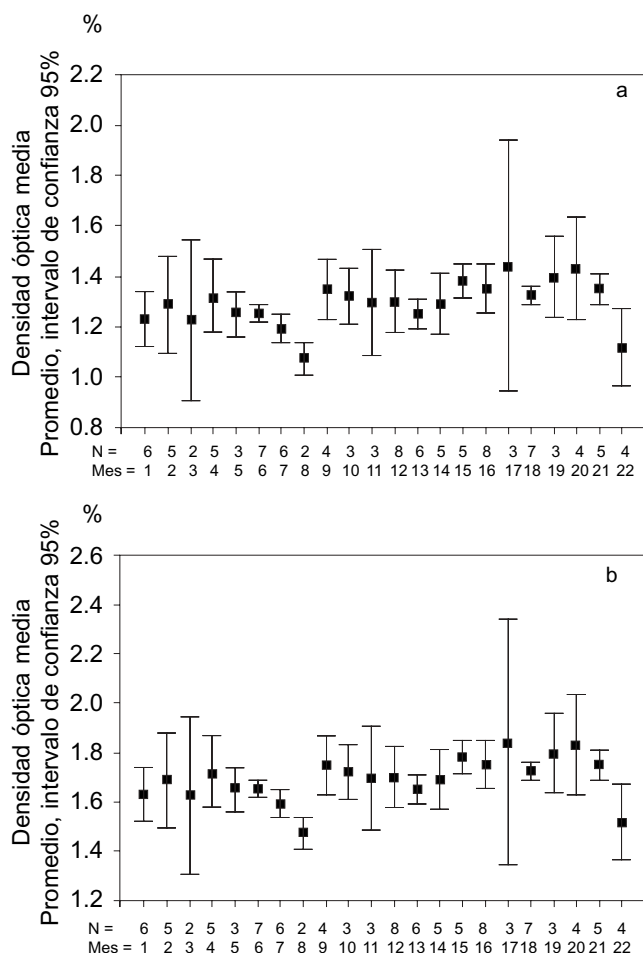 %
a
Densidad óptica media
Promedio, intervalo de confianza 95%
2.2
2.0
1.8
1.6
1.4
1.2
1.0
0.8
N = 6 5 2 5 3 7 6 2 4 3 3 8 6 5 5 8 3 7 3 4 5 4
Mes = 1 2 3 4 5 6 7 8 9 10 11 12 13 14 15 16 17 18 19 20 21 22
%
b
Densidad óptica media
Promedio, intervalo de confianza 95%
2.6
2.4
2.2
2.0
1.8
1.6
1.4
1.2
N = 6 5 2 5 3 7 6 2 4 3 3 8 6 5 5 8 3 7 3 4 5 4
Mes = 1 2 3 4 5 6 7 8 9 10 11 12 13 14 15 16 17 18 19 20 21 22